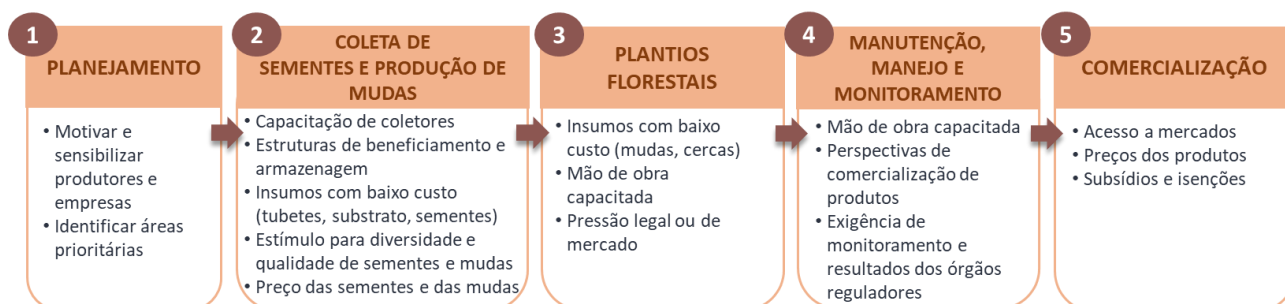 1
PLANEJAMENTO
• Motivar e
sensibilizar
produtores e
empresas
• Identificar áreas
prioritárias
2
COLETA DE
SEMENTES E PRODUÇÃO DE
MUDAS
• Capacitação de coletores
• Estruturas de beneficiamento e
armazenagem
• Insumos com baixo custo
(tubetes, substrato, sementes)
• Estímulo para diversidade e
qualidade de sementes e mudas
• Preço das sementes e das mudas
3
PLANTIOS
FLORESTAIS
• Insumos com baixo
custo (mudas, cercas)
• Mão de obra
capacitada
• Pressão legal ou de
mercado
4
MANUTENÇÃO,
MANEJO E
MONITORAMENTO
• Mão de obra capacitada
• Perspectivas de
comercialização de
produtos
• Exigência de
monitoramento e
resultados dos órgãos
reguladores
5
COMERCIALIZAÇÃO
• Acesso a mercados
• Preços dos produtos
• Subsídios e isenções